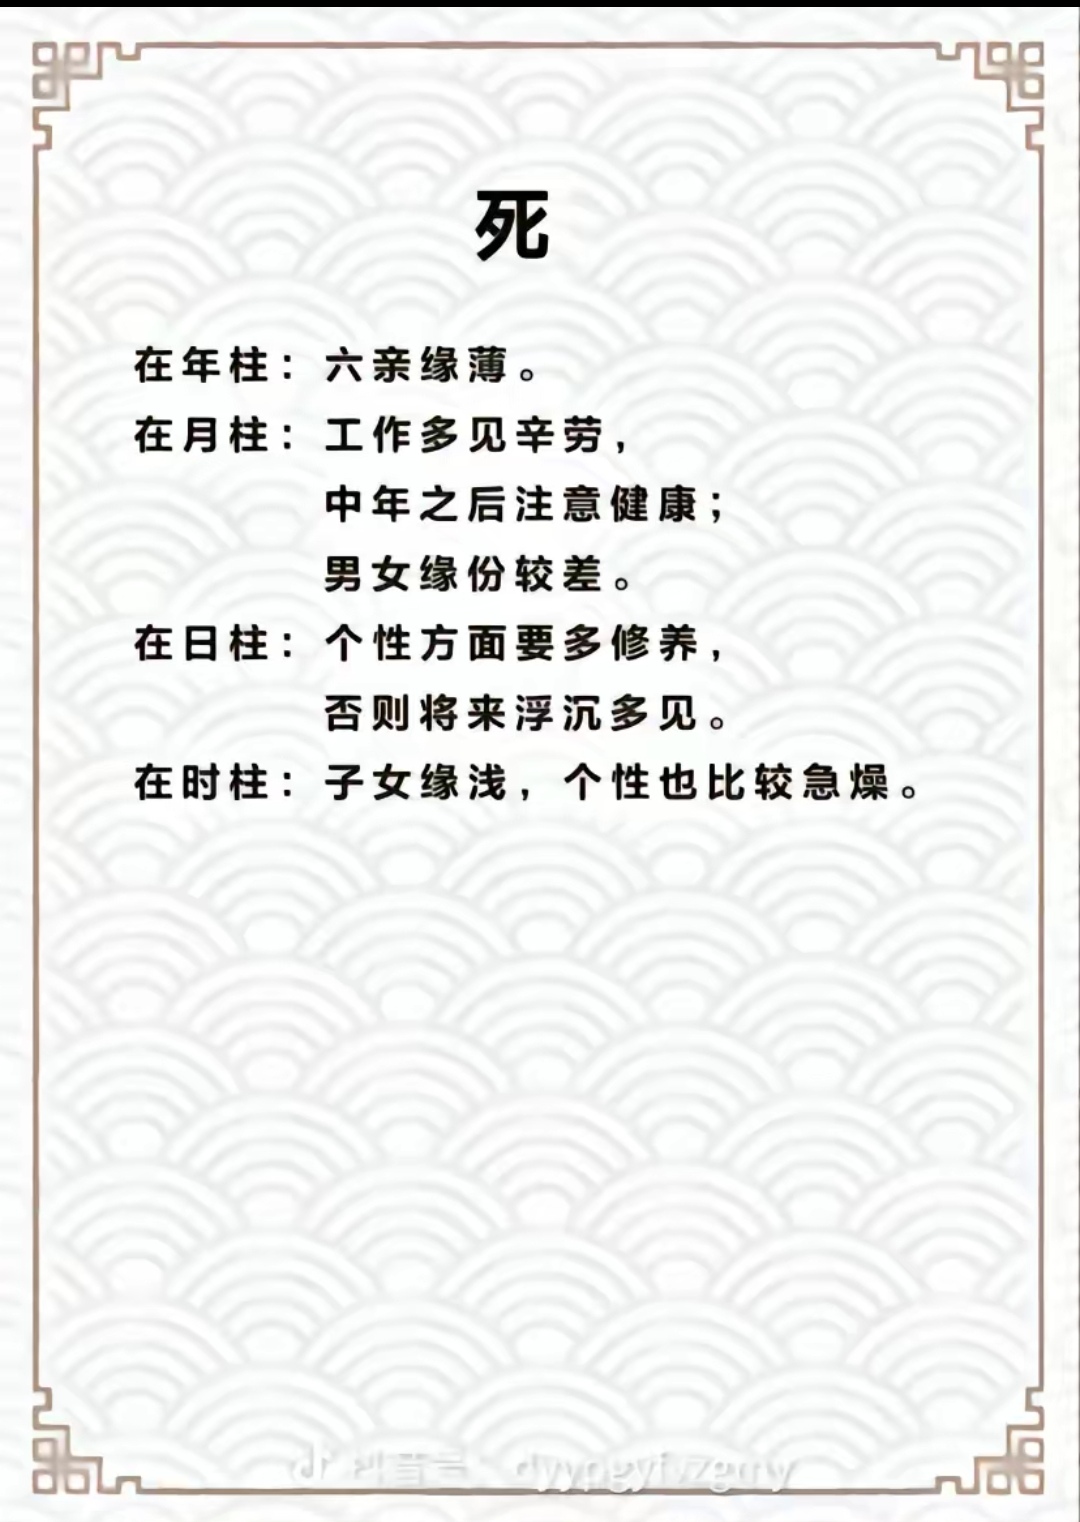 死
在年柱：六亲缘薄。
在月柱：工作多见辛劳，
中年之后注意健康；
男女缘份较差。
在日柱：个性方面要多修养，
否则将来浮沉多见。
在时柱：子女缘浅，个性也比较急燥。
抖音号